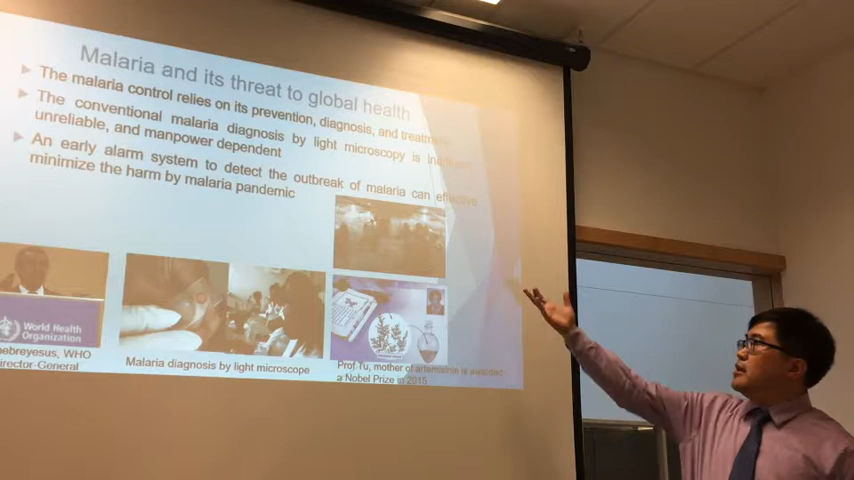 Malaria and its threat to global health
The malaria control relies on its prevention, diagnosis, and treatment
The conventional malaria diagnosis by light microscopy is
unreliable, and manpower dependent
An early alarm system to detect the outbreak of malaria can effective
minimize the harm by malaria pandemic
World Health
Organization
ebreyesus, WHO
irector-General
Malaria diagnosis by light microscope
Prof Tu, mother of artemisinin is awarded
a Nobel Prize in 2015